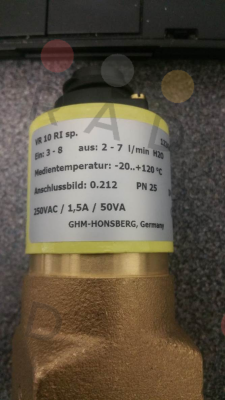 VR 10 RI sp.
Ein: 3 - 8 aus: 2 - 7 l/min H2O
Medientemperatur: -20..+120 °C
Anschlussbild: 0.212 PN 25
250VAC / 1,5A / 50VA
GHM-HONSBERG, Germany